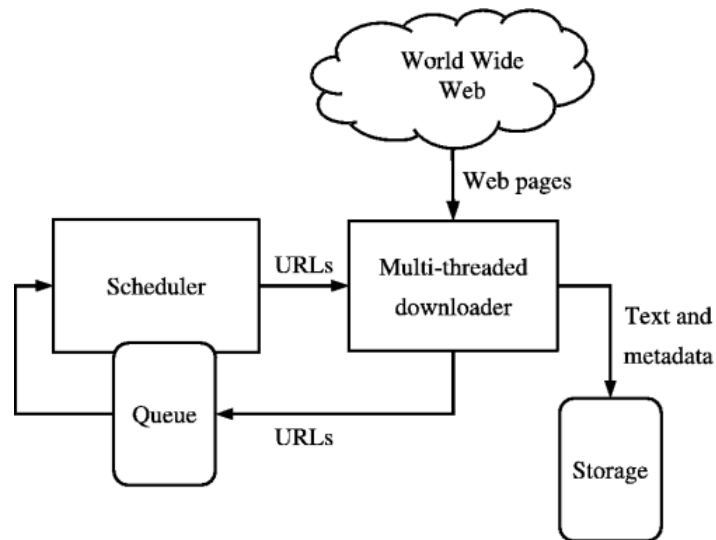 World Wide
Web
Web pages
Scheduler
URLs
Multi-threaded
downloader
Text and
metadata
Queue
URLs
Storage